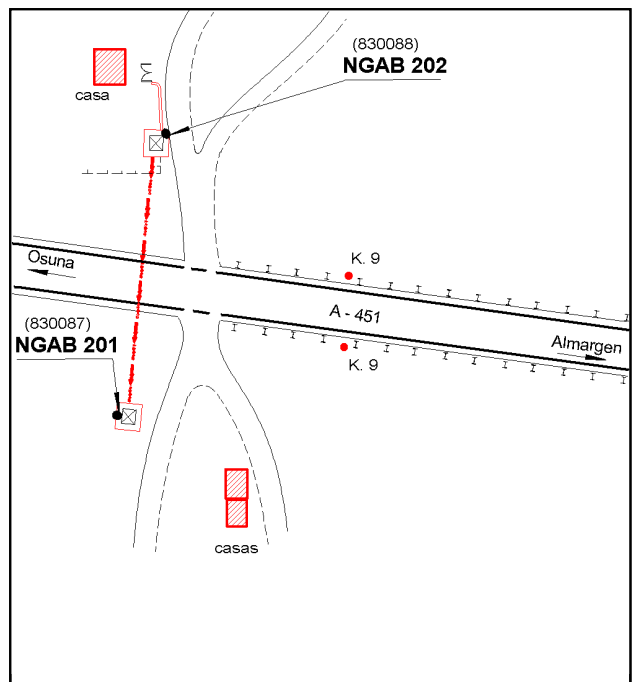 (830088)
NGAB 202
casa
Osuna
K. 9
A - 451
(830087)
NGAB 201
Almargen
K. 9
casas